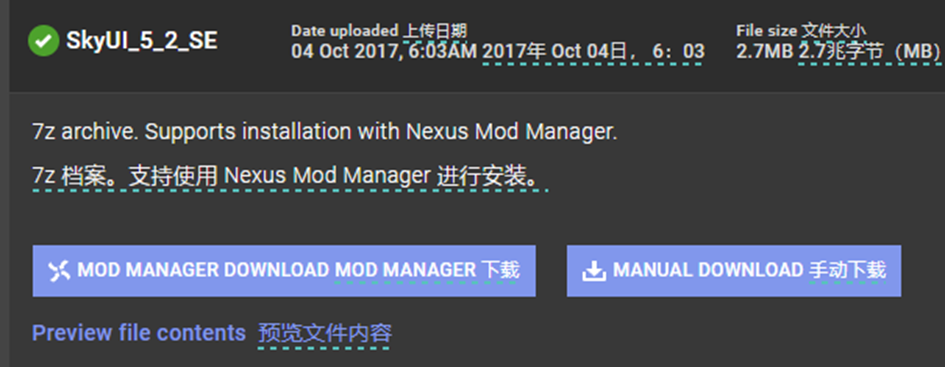 SkyUI_5_2_SE
Date uploaded 上传日期
04 Oct 2017, 6:03AM 2017年 Oct 04日，6：03
File size 文件大小
2.7MB 2.7兆字节（MB）
7z archive. Supports installation with Nexus Mod Manager.
7z 档案。支持使用 Nexus Mod Manager 进行安装。
MOD MANAGER DOWNLOAD MOD MANAGER 下载
MANUAL DOWNLOAD 手动下载
Preview file contents 预览文件内容